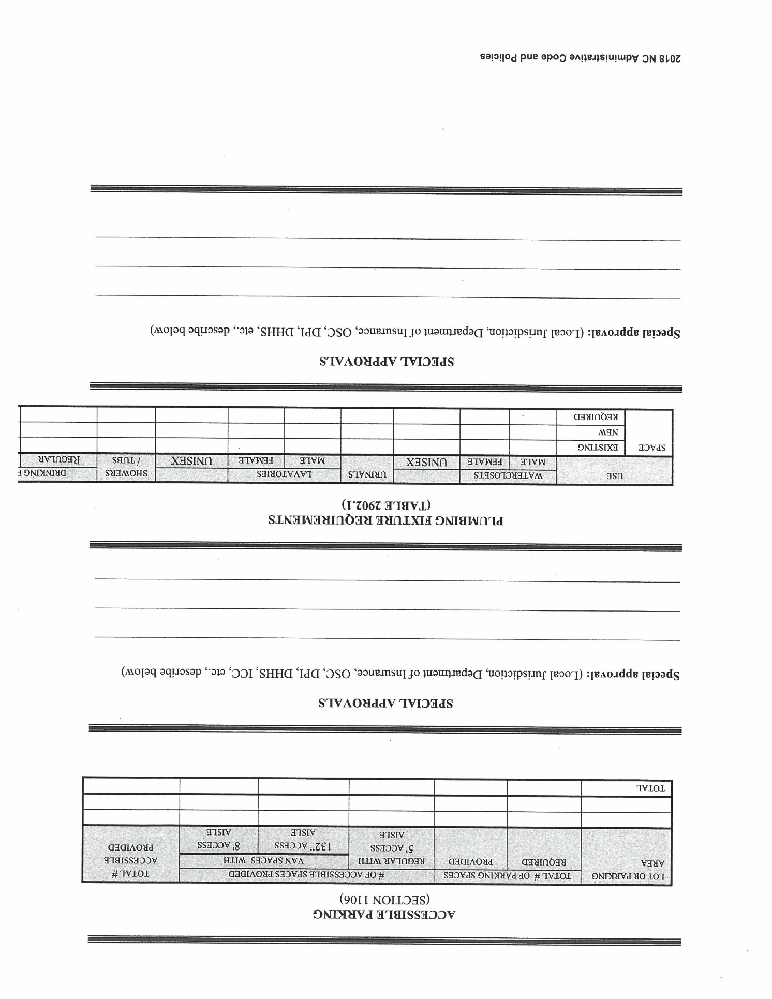 ACCESSIBLE PARKING
(SECTION 1106)
LOT OR PARKING AREA
TOTAL # OF PARKING SPACES
REQUIRED
PROVIDED
# OF ACCESSIBLE SPACES PROVIDED
REGULAR WITH 5' ACCESS AISLE
VAN SPACES WITH
132" ACCESS AISLE
8' ACCESS AISLE
TOTAL # ACCESSIBLE PROVIDED
TOTAL
SPECIAL APPROVALS
Special approval: (Local Jurisdiction, Department of Insurance, OSC, DPI, DHHS, ICC, etc., describe below)
PLUMBING FIXTURE REQUIREMENTS
(TABLE 2902.1)
USE
WATERCLOSETS
MALE
FEMALE
UNISEX
URINALS
LAVATORIES
MALE
FEMALE
UNISEX
SHOWERS / TUBS
DRINKING F
REGULAR
SPACE
EXISTING
NEW
REQUIRED
SPECIAL APPROVALS
Special approval: (Local Jurisdiction, Department of Insurance, OSC, DPI, DHHS, etc., describe below)
2018 NC Administrative Code and Policies